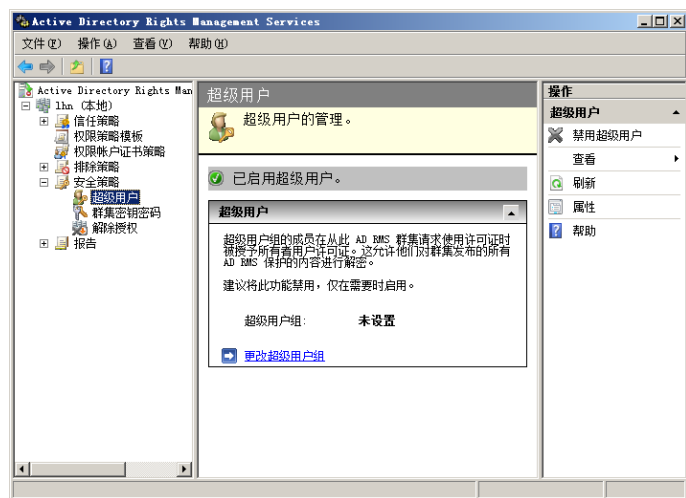 Active Directory Rights Management Services
文件(F) 操作(A) 查看(V) 帮助(H)
Active Directory Rights Man
lhn (本地)
信任策略
权限策略模板
权限帐户证书策略
排除策略
安全策略
超级用户
群集密钥密码
解除授权
报告
超级用户
超级用户的管理。
已启用超级用户。
超级用户
超级用户组的成员在从此 AD RMS 群集请求使用许可证时
被授予所有者用户许可证。这允许他们对群集发布的所有
AD RMS 保护的内容进行解密。
建议将此功能禁用，仅在需要时启用。
超级用户组: 未设置
更改超级用户组
操作
超级用户
禁用超级用户
查看
刷新
属性
帮助